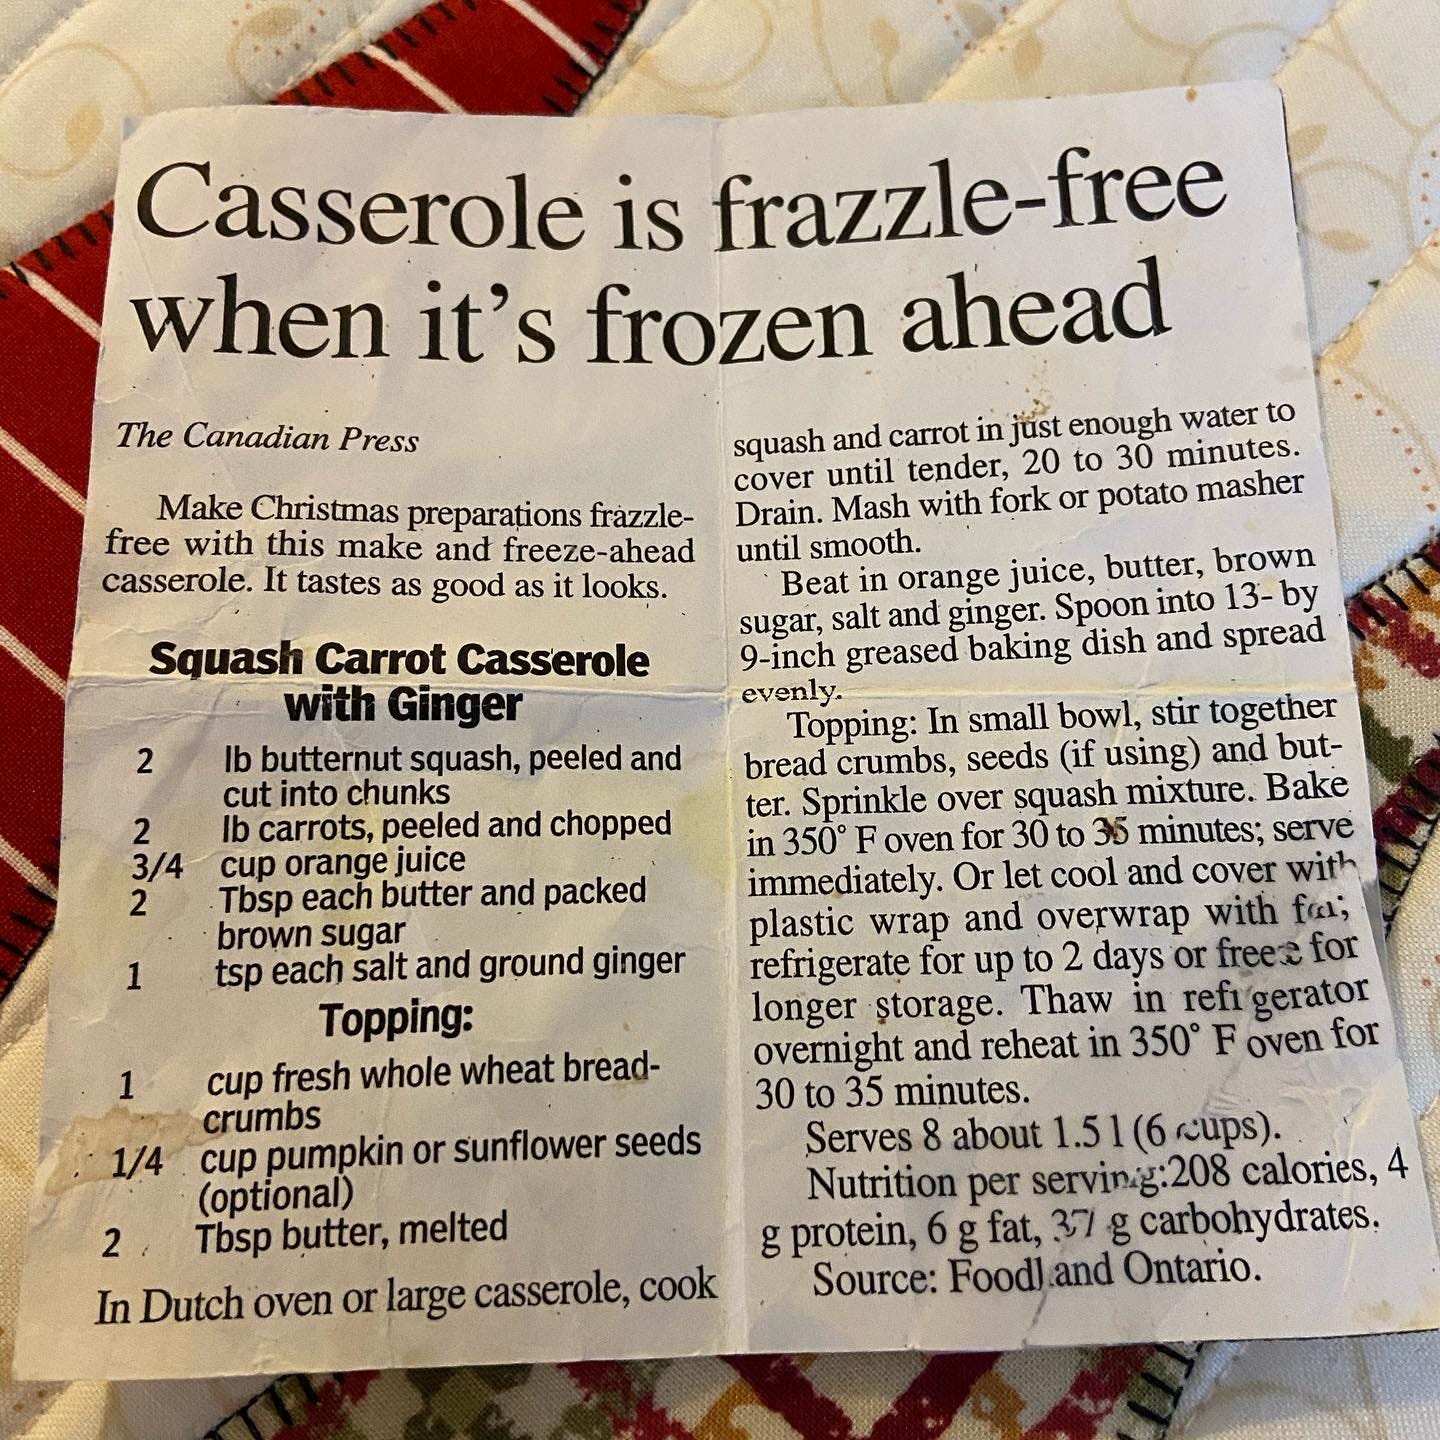 Casserole is frazzle-free
when it's frozen ahead
The Canadian Press
Make Christmas preparations frazzle-
free with this make and freeze-ahead
casserole. It tastes as good as it looks.
Squash Carrot Casserole
with Ginger
2 lb butternut squash, peeled and
cut into chunks
2 lb carrots, peeled and chopped
3/4 cup orange juice
2 Tbsp each butter and packed
brown sugar
1 tsp each salt and ground ginger
Topping:
1 cup fresh whole wheat bread-
crumbs
1/4 cup pumpkin or sunflower seeds
(optional)
2 Tbsp butter, melted
In Dutch oven or large casserole, cook
squash and carrot in just enough water to
cover until tender, 20 to 30 minutes.
Drain. Mash with fork or potato masher
until smooth.
Beat in orange juice, butter, brown
sugar, salt and ginger. Spoon into 13- by
9-inch greased baking dish and spread
evenly.
Topping: In small bowl, stir together
bread crumbs, seeds (if using) and but-
ter. Sprinkle over squash mixture. Bake
in 350° F oven for 30 to 35 minutes; serve
immediately. Or let cool and cover with
plastic wrap and overwrap with
refrigerate for up to 2 days or freeze for
longer storage. Thaw in refrigerator
overnight and reheat in 350° F oven for
30 to 35 minutes.
Serves 8 about 1.5 l (6 cups).
Nutrition per serving:208 calories, 4
g protein, 6 g fat, 37 g carbohydrates.
Source: Foodland Ontario.